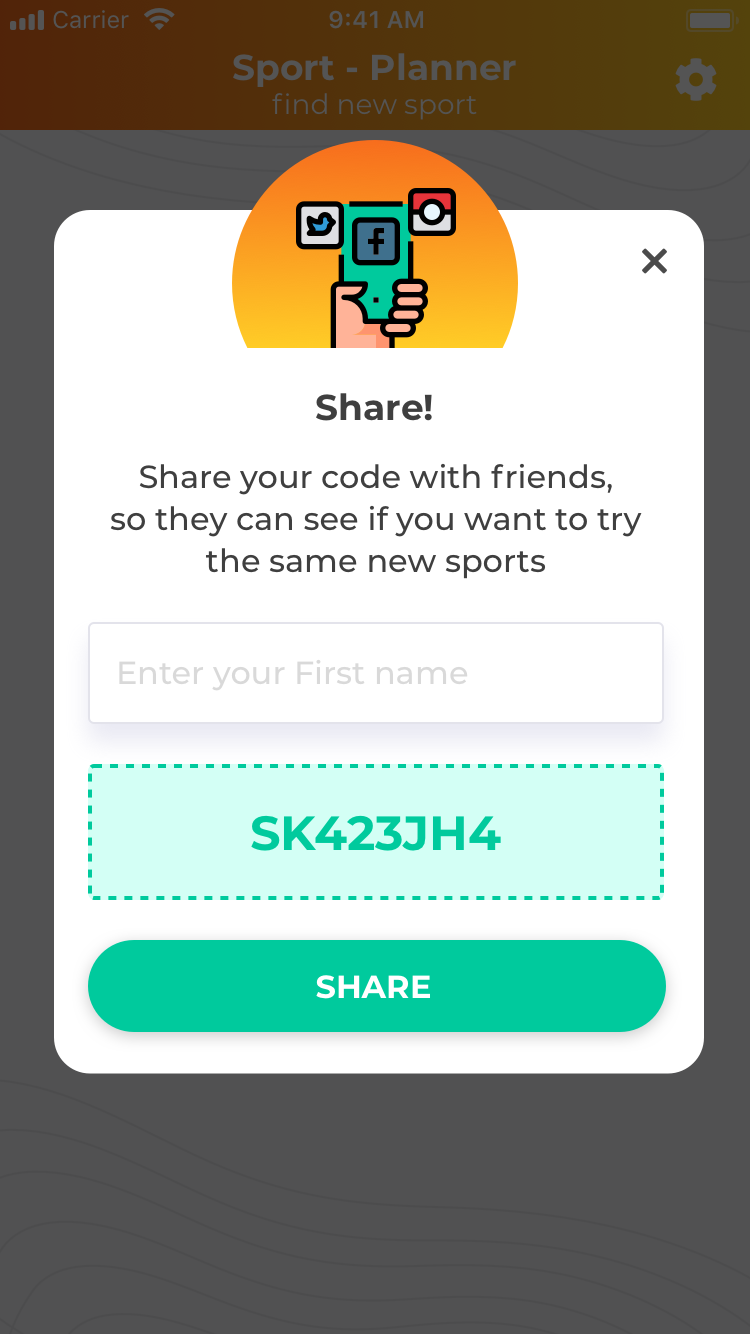 Carrier 9:41 AM
Sport - Planner
find new sport
f
Share!
Share your code with friends,
so they can see if you want to try
the same new sports
Enter your First name
SK423JH4
SHARE